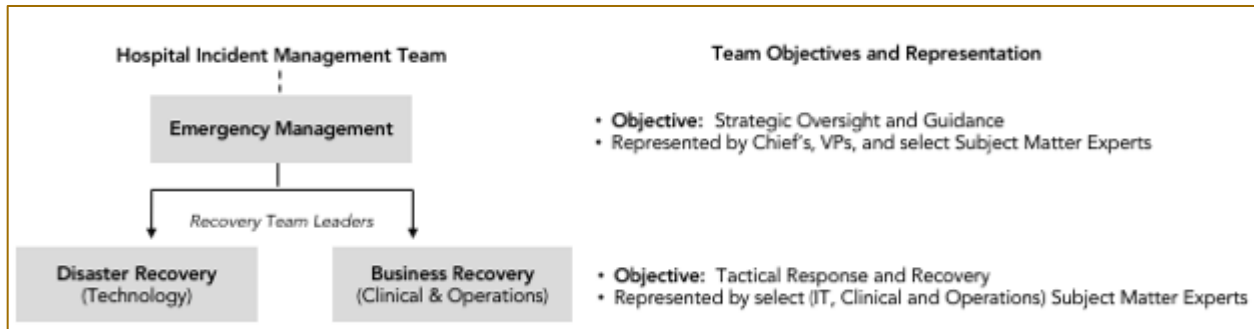 Hospital Incident Management Team
Team Objectives and Representation
Emergency Management
• Objective: Strategic Oversight and Guidance
• Represented by Chief's, VPs, and select Subject Matter Experts
Recovery Team Leaders
Disaster Recovery
(Technology)
Business Recovery
(Clinical & Operations)
• Objective: Tactical Response and Recovery
• Represented by select (IT, Clinical and Operations) Subject Matter Experts